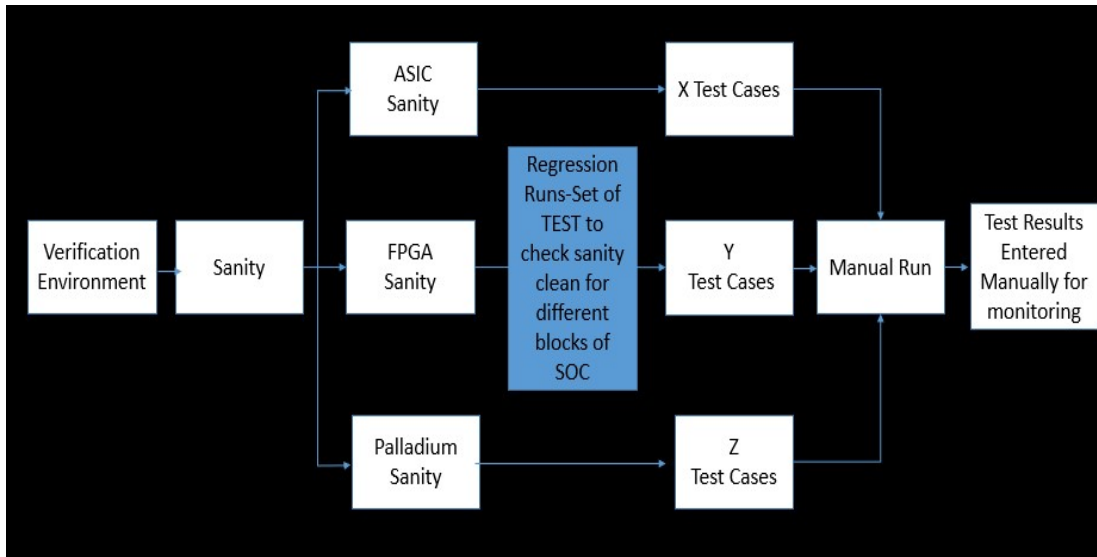 ASIC
Sanity
X Test Cases
Regression
Runs-Set of
TEST to
check sanity
clean for
different
blocks of
SOC
Verification
Environment
Sanity
FPGA
Sanity
Y
Test Cases
Manual Run
Test Results
Entered
Manually for
monitoring
Palladium
Sanity
Z
Test Cases